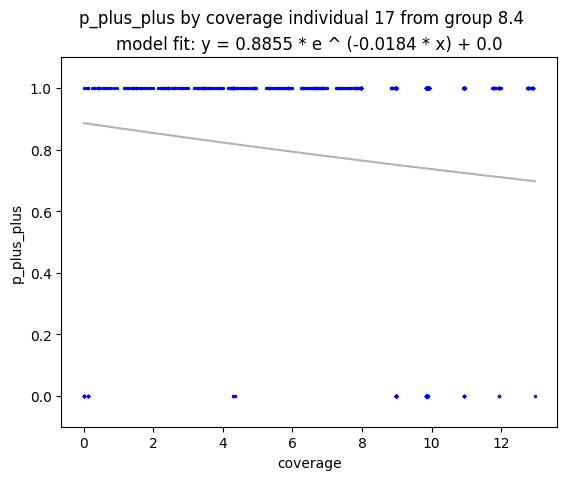 p_plus_plus by coverage individual 17 from group 8.4
model fit: y = 0.8855 * e ^ (-0.0184 * x) + 0.0
1.0
0.8
0.6
0.4
0.2
0.0
p_plus_plus
0 2 4 6 8 10 12
coverage